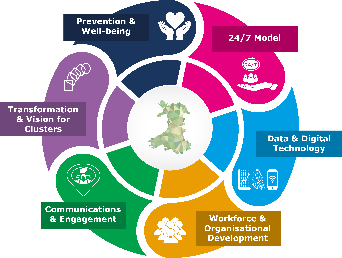 Prevention &
Well-being
24/7 Model
Data & Digital
Technology
Workforce &
Organisational
Development
Communications
& Engagement
Transformation
& Vision for
Clusters